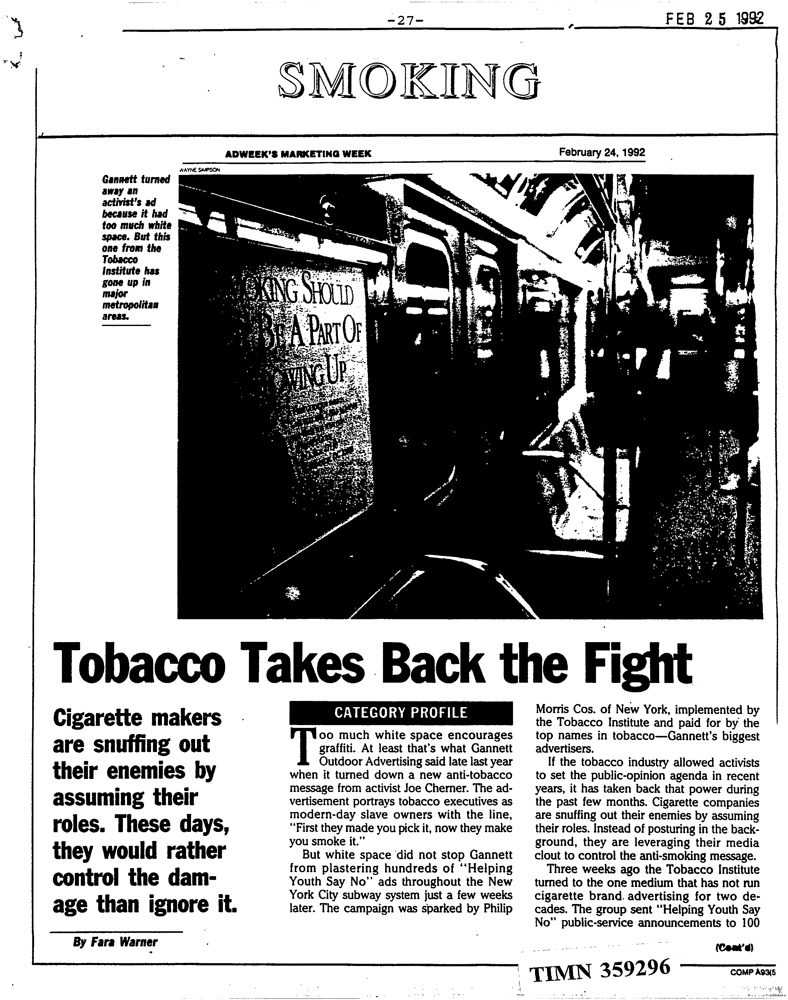 -27-
FEB 25 1992
SMOKING
ADWEEK'S MARKETING WEEK
February 24, 1992
WAYNE SIMPSON
Gannett turned
away an
activist's ad
because it had
too much white
space. But this
one from the
Tobacco
Institute has
gone up in
major
metropolitan
areas.
OKING SHOULD
BE A PART OF
OWING UP
Tobacco Takes Back the Fight
Cigarette makers
are snuffing out
their enemies by
assuming their
roles. These days,
they would rather
control the dam-
age than ignore it.
By Fara Warner
CATEGORY PROFILE
Too much white space encourages
graffiti. At least that's what Gannett
Outdoor Advertising said late last year
when it turned down a new anti-tobacco
message from activist Joe Cherner. The ad-
vertisement portrays tobacco executives as
modern-day slave owners with the line,
"First they made you pick it, now they make
you smoke it."
But white space did not stop Gannett
from plastering hundreds of "Helping
Youth Say No" ads throughout the New
York City subway system just a few weeks
later. The campaign was sparked by Philip
Morris Cos. of New York, implemented by
the Tobacco Institute and paid for by the
top names in tobacco—Gannett's biggest
advertisers.
If the tobacco industry allowed activists
to set the public-opinion agenda in recent
years, it has taken back that power during
the past few months. Cigarette companies
are snuffing out their enemies by assuming
their roles. Instead of posturing in the back-
ground, they are leveraging their media
clout to control the anti-smoking message.
Three weeks ago the Tobacco Institute
turned to the one medium that has not run
cigarette brand advertising for two de-
cades. The group sent "Helping Youth Say
No" public-service announcements to 100
(Cont'd)
TIMN 359296
COMP A93(5